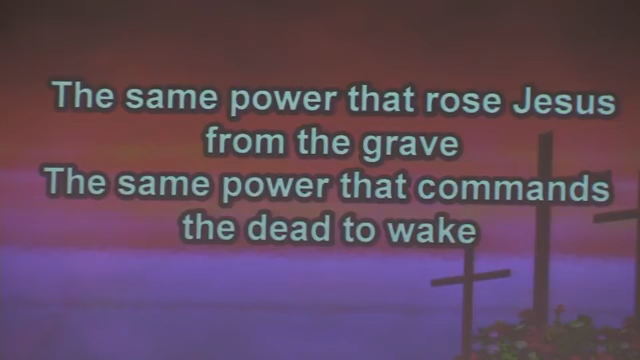 The same power that rose Jesus
from the grave
The same power that commands
the dead to wake